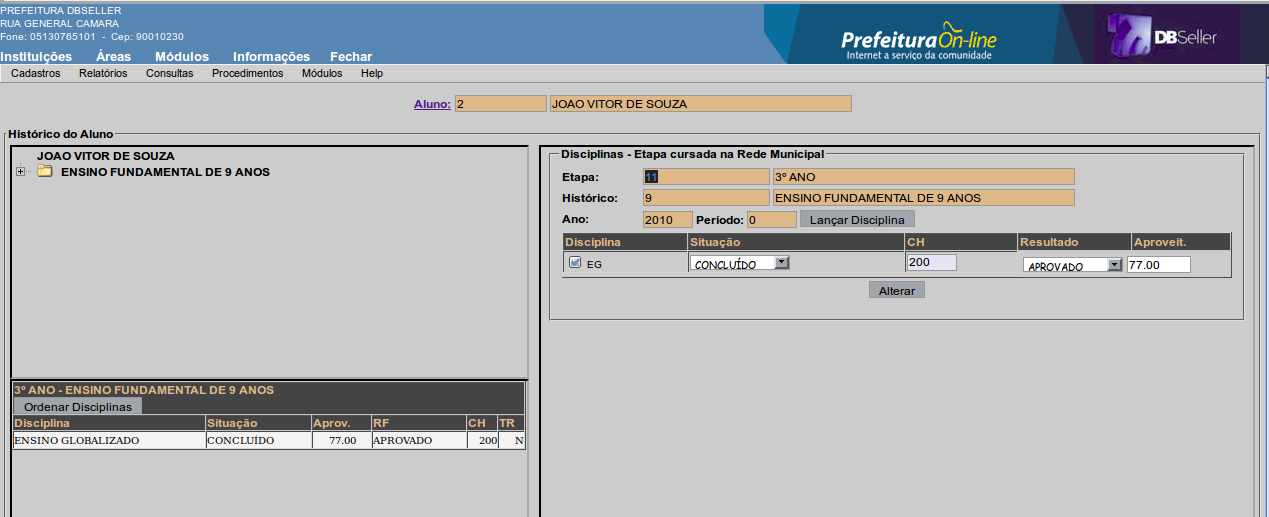 PREFEITURA DBSELLER
RUA GENERAL CAMARA
Fone: 05130765101 - Cep: 90010230
Prefeitura On-line
Internet a serviço da comunidade
DBSeller
Instituições Áreas Módulos Informações Fechar
Cadastros Relatórios Consultas Procedimentos Módulos Help
Aluno: 2 JOAO VITOR DE SOUZA
Histórico do Aluno
JOAO VITOR DE SOUZA
ENSINO FUNDAMENTAL DE 9 ANOS
Disciplinas - Etapa cursada na Rede Municipal
Etapa: 11 3º ANO
Histórico: 9 ENSINO FUNDAMENTAL DE 9 ANOS
Ano: 2010 Período: 0 Lançar Disciplina
Disciplina Situação CH Resultado Aproveit.
EG CONCLUÍDO 200 APROVADO 77.00
Alterar
3º ANO - ENSINO FUNDAMENTAL DE 9 ANOS
Ordenar Disciplinas
Disciplina Situação Aprov. RF CH TR
ENSINO GLOBALIZADO CONCLUÍDO 77.00 APROVADO 200 N